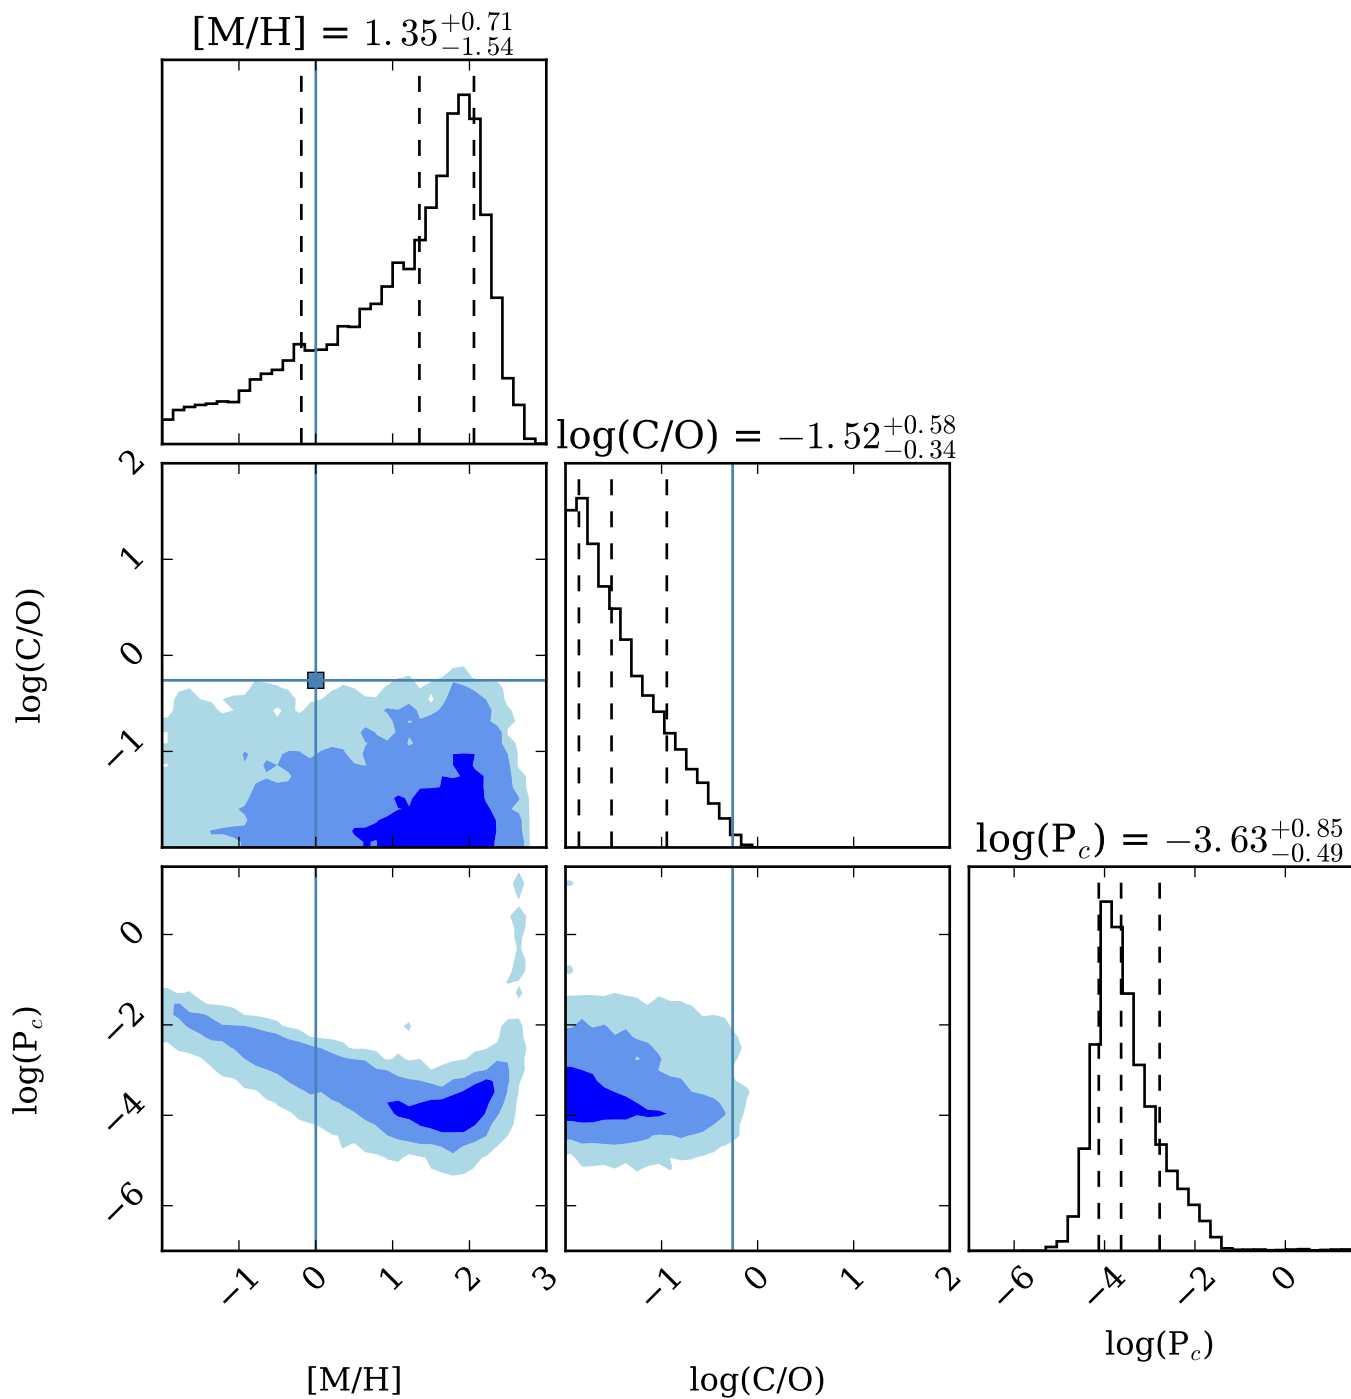 [M/H] = 1.35 +0.71 −1.54
log(C/O) = −1.52 +0.58 −0.34
log(P_c) = −3.63 +0.85 −0.49
2
1
0
−1
log(C/O)
0
−2
−4
−6
log(P_c)
−1 0 1 2 3
−1 0 1 2
−6 −4 −2 0
[M/H]
log(C/O)
log(P_c)